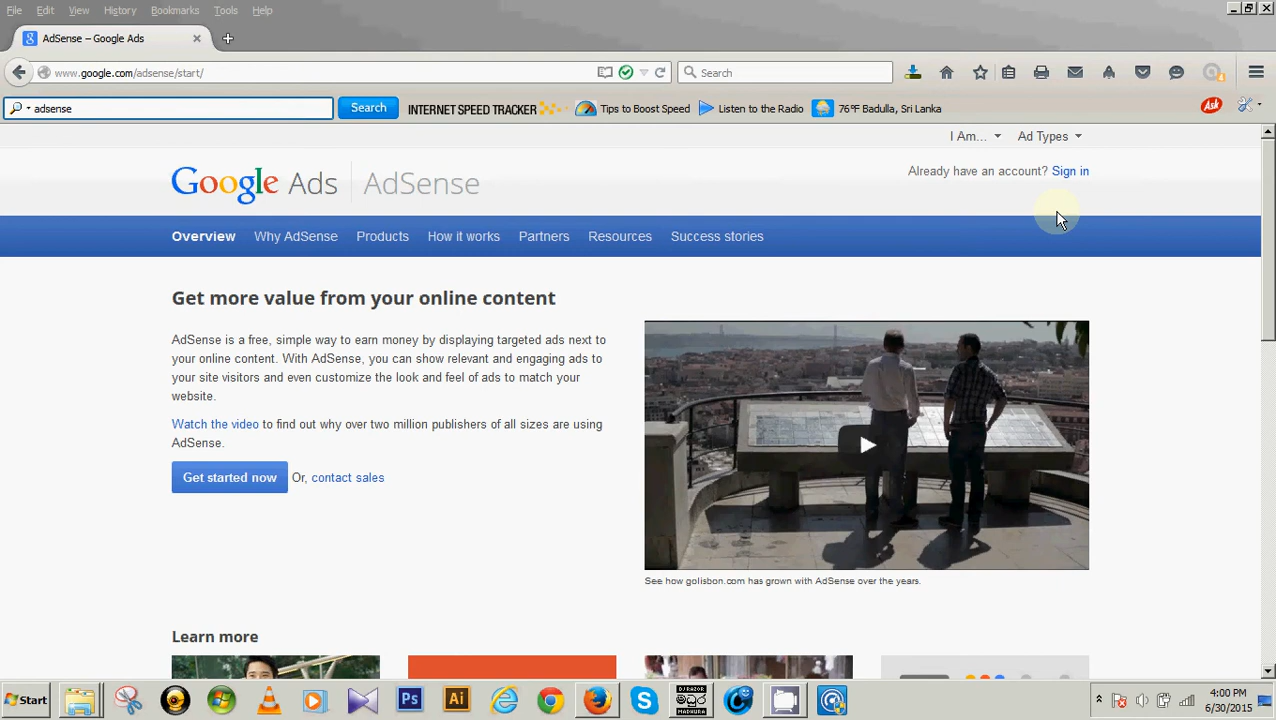 File Edit View History Bookmarks Tools Help
AdSense – Google Ads
www.google.com/adsense/start/
Search
adsense
Search
INTERNET SPEED TRACKER
Tips to Boost Speed
Listen to the Radio
76°F Badulla, Sri Lanka
Ask
I Am... Ad Types
Already have an account? Sign in
Google Ads AdSense
Overview Why AdSense Products How it works Partners Resources Success stories
Get more value from your online content
AdSense is a free, simple way to earn money by displaying targeted ads next to
your online content. With AdSense, you can show relevant and engaging ads to
your site visitors and even customize the look and feel of ads to match your
website.
Watch the video to find out why over two million publishers of all sizes are using
AdSense.
Get started now Or, contact sales
See how golisbon.com has grown with AdSense over the years.
Learn more
Start
Ps
Ai
DJ RAZOR
MADHURA
4:00 PM
6/30/2015